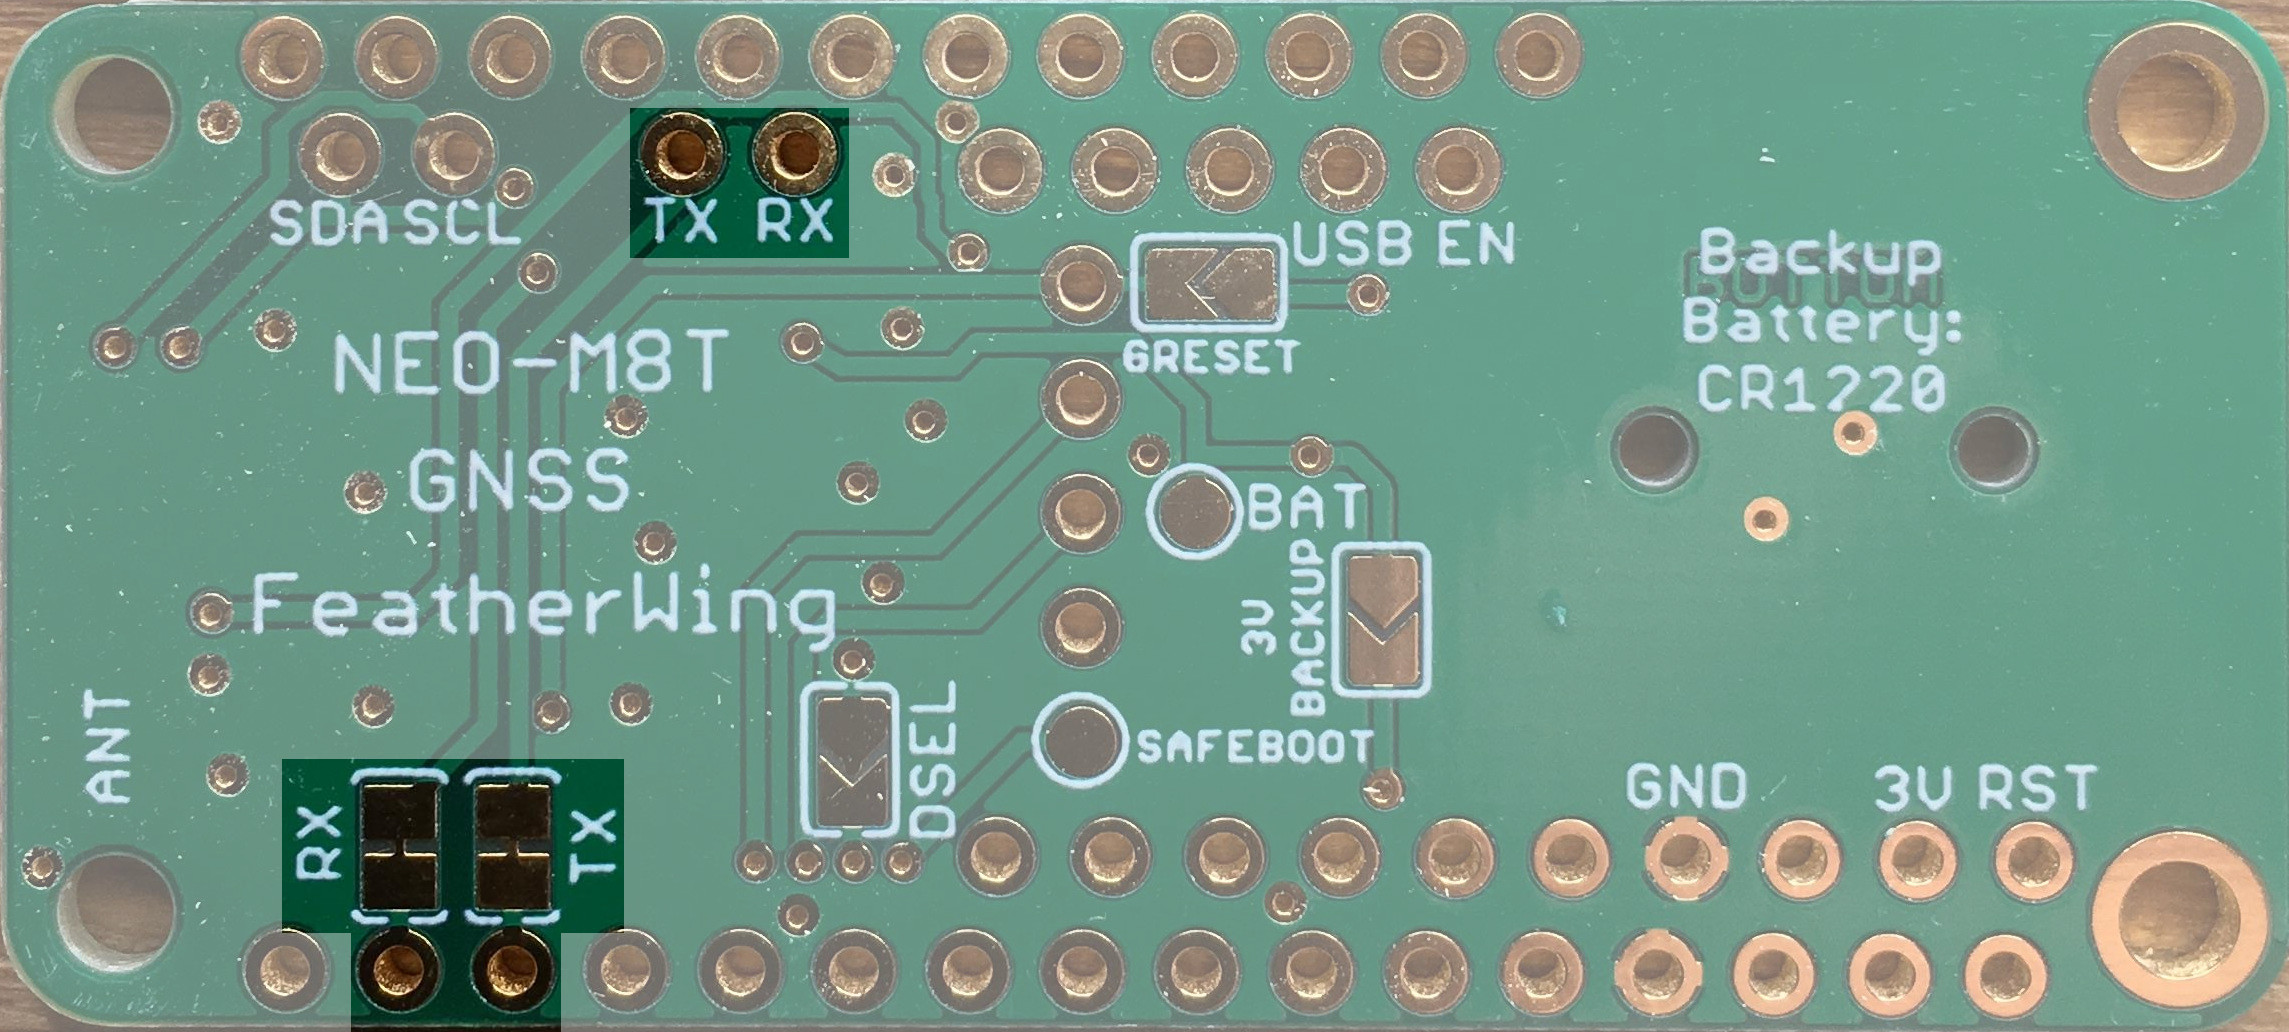 SDA SCL
TX RX
USB EN
GRESET
Backup
Battery:
CR1220
NEO-M8T
GNSS
FeatherWing
BAT
3V
BACKUP
ANT
DSEL
SAFEBOOT
RX
TX
GND
3V RST